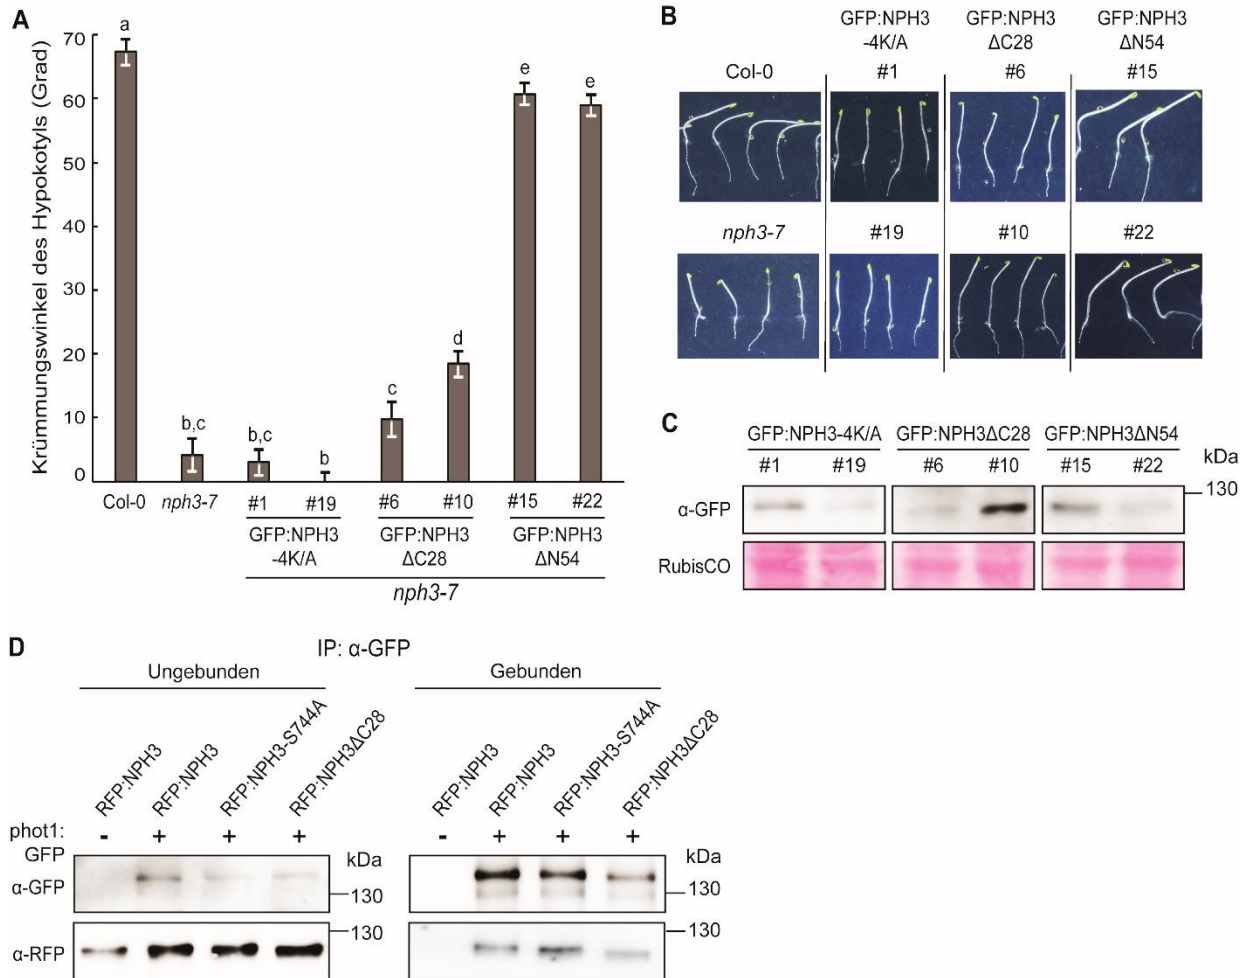 A
Krümmungswinkel des Hypokotyls (Grad)
70
60
50
40
30
20
10
0
a
b,c
b,c
b
c
d
e
e
Col-0 nph3-7 #1 #19 #6 #10 #15 #22
GFP:NPH3 GFP:NPH3 GFP:NPH3
-4K/A ΔC28 ΔN54
nph3-7
B
GFP:NPH3 GFP:NPH3 GFP:NPH3
-4K/A ΔC28 ΔN54
Col-0 #1 #6 #15
nph3-7 #19 #10 #22
C
GFP:NPH3-4K/A GFP:NPH3ΔC28 GFP:NPH3ΔN54
#1 #19 #6 #10 #15 #22 kDa
α-GFP 130
RubisCO
D
IP: α-GFP
Ungebunden Gebunden
RFP:NPH3 RFP:NPH3 RFP:NPH3-S744A RFP:NPH3ΔC28 RFP:NPH3 RFP:NPH3 RFP:NPH3-S744A RFP:NPH3ΔC28
phot1: - + + + - + + +
GFP kDa kDa
α-GFP 130 130
α-RFP 130 130